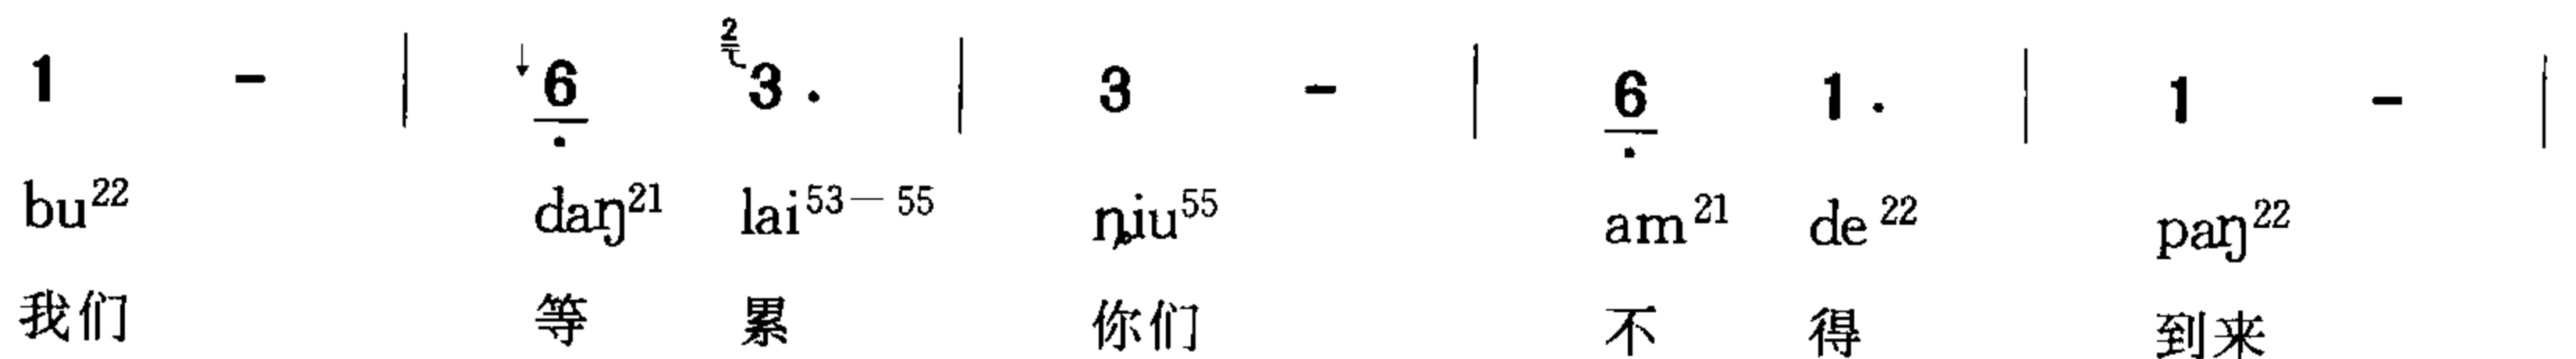 1 - | ↓6̣ ²3. | 3 - | 6̣ 1. | 1 - |
bu²² daŋ²¹ lai⁵³⁻⁵⁵ ȵiu⁵⁵ am²¹ de²² paŋ²²
我们 等 累 你们 不 得 到来